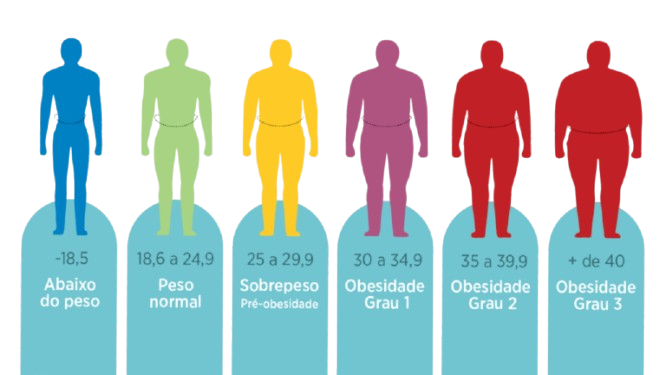 -18,5
Abaixo
do peso
18,6 a 24,9
Peso
normal
25 a 29,9
Sobrepeso
Pré-obesidade
30 a 34,9
Obesidade
Grau 1
35 a 39,9
Obesidade
Grau 2
+ de 40
Obesidade
Grau 3